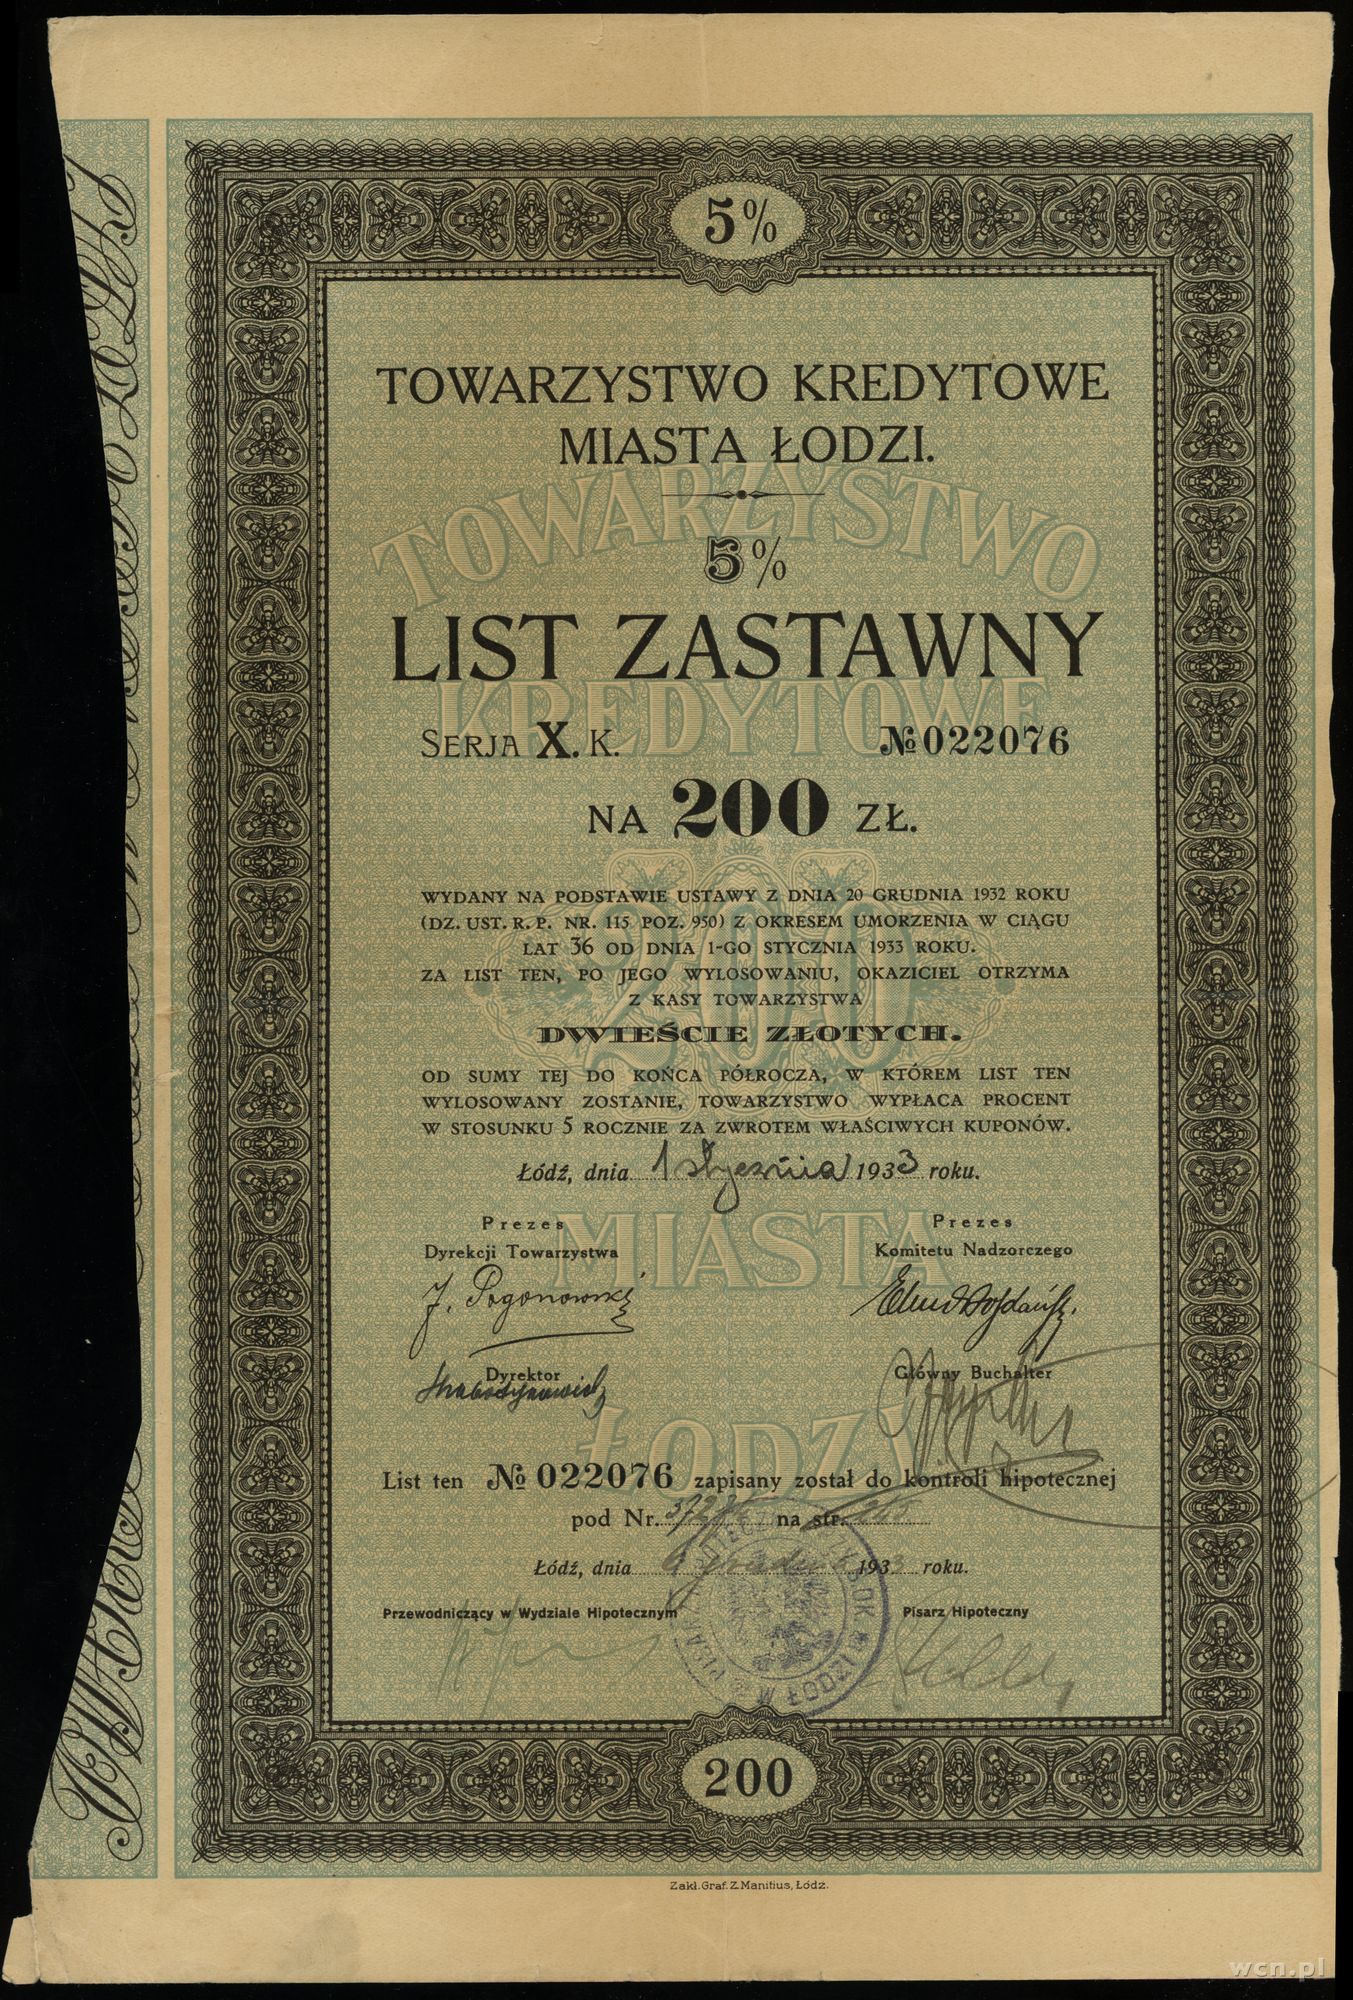 5%
TOWARZYSTWO KREDYTOWE
MIASTA ŁODZI.
TOWARZYSTWO
5%
LIST ZASTAWNY
KREDYTOWE
SERJA X. K. № 022076
NA 200 ZŁ.
200
WYDANY NA PODSTAWIE USTAWY Z DNIA 20 GRUDNIA 1932 ROKU
(DZ. UST. R. P. NR. 115 POZ. 950) Z OKRESEM UMORZENIA W CIĄGU
LAT 36 OD DNIA 1-GO STYCZNIA 1933 ROKU.
ZA LIST TEN, PO JEGO WYLOSOWANIU, OKAZICIEL OTRZYMA
Z KASY TOWARZYSTWA
DWIEŚCIE ZŁOTYCH.
OD SUMY TEJ DO KOŃCA PÓŁROCZA, W KTÓREM LIST TEN
WYLOSOWANY ZOSTANIE, TOWARZYSTWO WYPŁACA PROCENT
W STOSUNKU 5 ROCZNIE ZA ZWROTEM WŁAŚCIWYCH KUPONÓW.
Łódź, dnia 1 stycznia 1933 roku.
MIASTA
Prezes Prezes
Dyrekcji Towarzystwa Komitetu Nadzorczego
J. Pogonowski
Dyrektor Główny Buchalter
ŁODZI
List ten № 022076 zapisany został do kontroli hipotecznej
pod Nr. na str.
Łódź, dnia 1933 roku.
Przewodniczący w Wydziale Hipotecznym Pisarz Hipoteczny
200
Zakł. Graf. Z. Manitius, Łódź.
wcn.pl